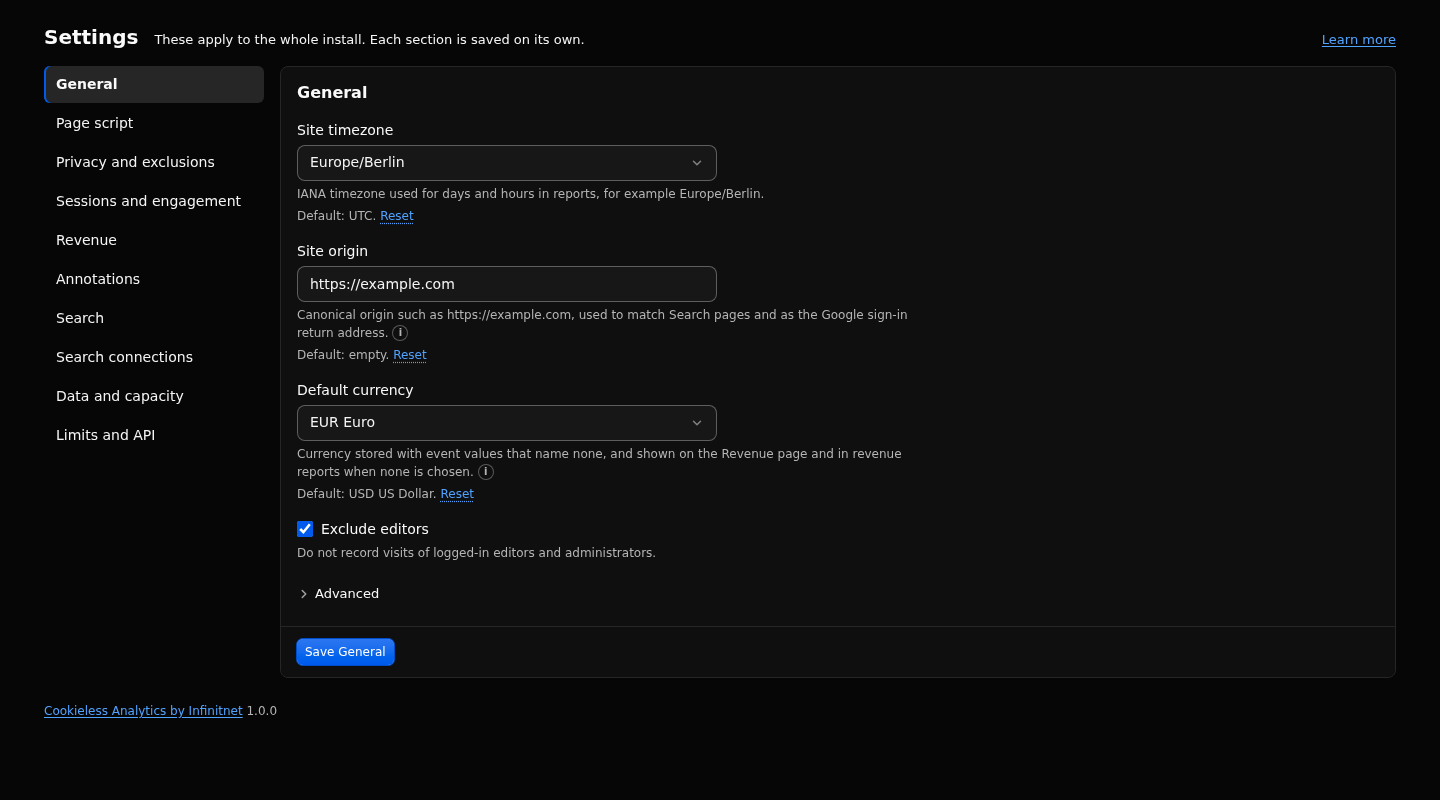 Settings
These apply to the whole install. Each section is saved on its own.
Learn more
General
Page script
Privacy and exclusions
Sessions and engagement
Revenue
Annotations
Search
Search connections
Data and capacity
Limits and API
General
Site timezone
Europe/Berlin
IANA timezone used for days and hours in reports, for example Europe/Berlin.
Default: UTC. Reset
Site origin
https://example.com
Canonical origin such as https://example.com, used to match Search pages and as the Google sign-in
return address. i
Default: empty. Reset
Default currency
EUR Euro
Currency stored with event values that name none, and shown on the Revenue page and in revenue
reports when none is chosen. i
Default: USD US Dollar. Reset
Exclude editors
Do not record visits of logged-in editors and administrators.
Advanced
Save General
Cookieless Analytics by Infinitnet 1.0.0